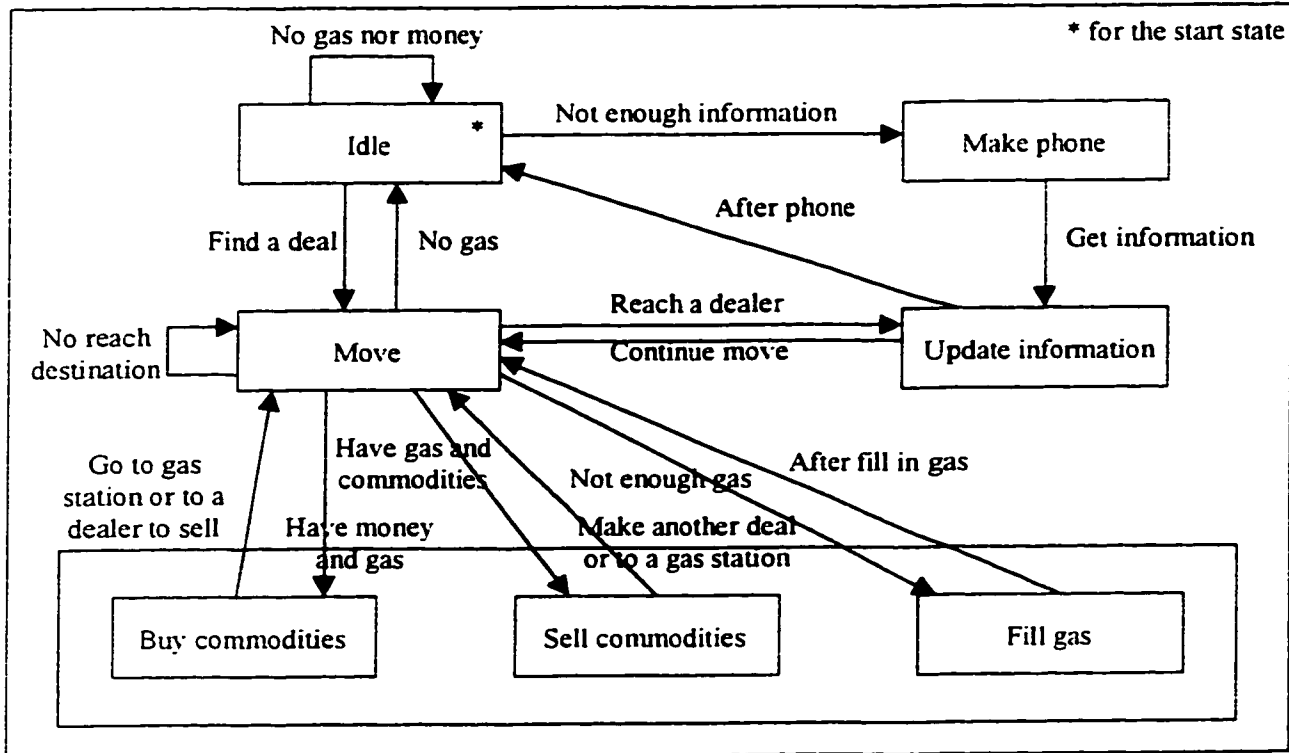 No gas nor money
* for the start state
*
Idle
Not enough information
Make phone
After phone
Find a deal
No gas
Get information
Reach a dealer
No reach
destination
Move
Continue move
Update information
Go to gas
station or to a
dealer to sell
Have gas and
commodities
Not enough gas
After fill in gas
Have money
and gas
Make another deal
or to a gas station
Buy commodities
Sell commodities
Fill gas